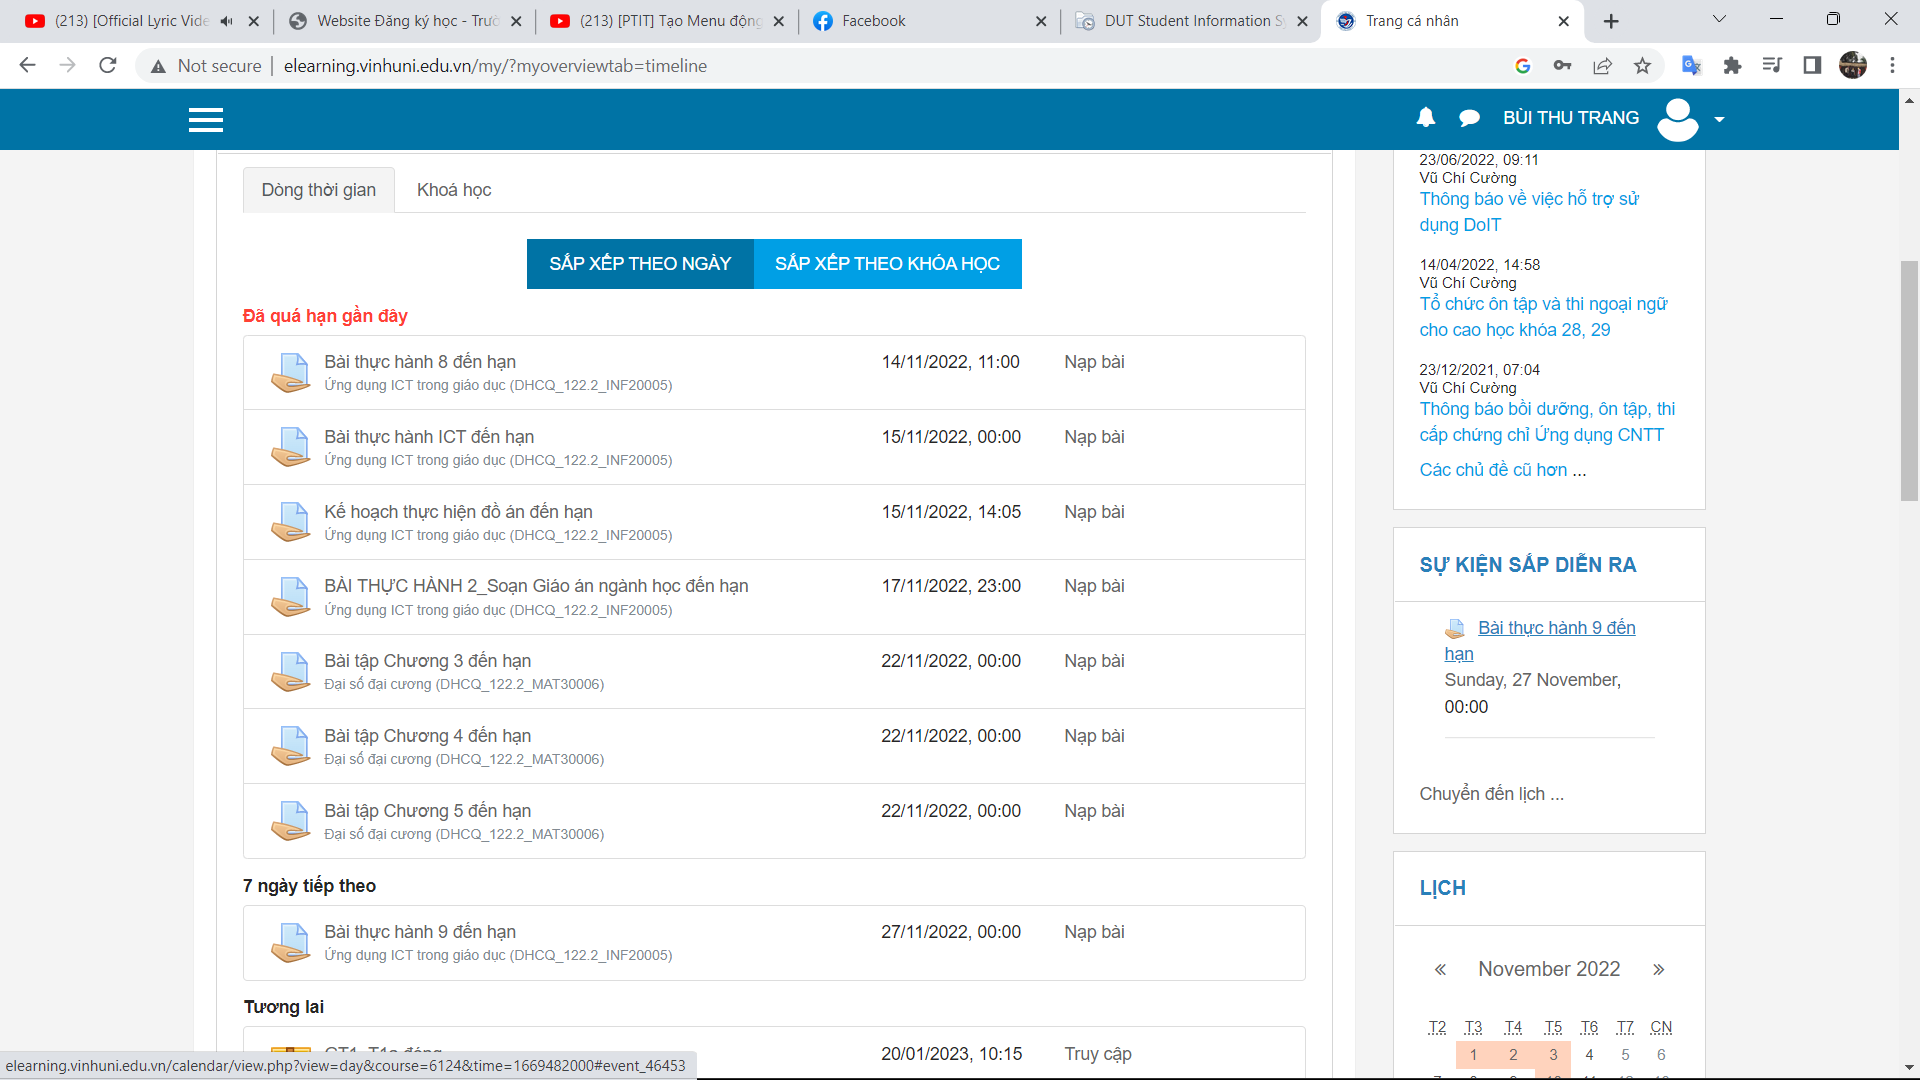 (213) [Official Lyric Vide
Website Đăng ký học - Trườ
(213) [PTIT] Tạo Menu động
Facebook
DUT Student Information Sy
Trang cá nhân
Not secure
elearning.vinhuni.edu.vn/my/?myoverviewtab=timeline
BÙI THU TRANG
Dòng thời gian
Khoá học
SẮP XẾP THEO NGÀY
SẮP XẾP THEO KHÓA HỌC
Đã quá hạn gần đây
Bài thực hành 8 đến hạn
14/11/2022, 11:00
Nạp bài
Ứng dụng ICT trong giáo dục (DHCQ_122.2_INF20005)
Bài thực hành ICT đến hạn
15/11/2022, 00:00
Nạp bài
Ứng dụng ICT trong giáo dục (DHCQ_122.2_INF20005)
Kế hoạch thực hiện đồ án đến hạn
15/11/2022, 14:05
Nạp bài
Ứng dụng ICT trong giáo dục (DHCQ_122.2_INF20005)
BÀI THỰC HÀNH 2_Soạn Giáo án ngành học đến hạn
17/11/2022, 23:00
Nạp bài
Ứng dụng ICT trong giáo dục (DHCQ_122.2_INF20005)
Bài tập Chương 3 đến hạn
22/11/2022, 00:00
Nạp bài
Đại số đại cương (DHCQ_122.2_MAT30006)
Bài tập Chương 4 đến hạn
22/11/2022, 00:00
Nạp bài
Đại số đại cương (DHCQ_122.2_MAT30006)
Bài tập Chương 5 đến hạn
22/11/2022, 00:00
Nạp bài
Đại số đại cương (DHCQ_122.2_MAT30006)
7 ngày tiếp theo
Bài thực hành 9 đến hạn
27/11/2022, 00:00
Nạp bài
Ứng dụng ICT trong giáo dục (DHCQ_122.2_INF20005)
Tương lai
20/01/2023, 10:15
Truy cập
elearning.vinhuni.edu.vn/calendar/view.php?view=day&course=6124&time=1669482000#event_46453
23/06/2022, 09:11
Vũ Chí Cường
Thông báo về việc hỗ trợ sử
dụng DoIT
14/04/2022, 14:58
Vũ Chí Cường
Tổ chức ôn tập và thi ngoại ngữ
cho cao học khóa 28, 29
23/12/2021, 07:04
Vũ Chí Cường
Thông báo bồi dưỡng, ôn tập, thi
cấp chứng chỉ Ứng dụng CNTT
Các chủ đề cũ hơn ...
SỰ KIỆN SẮP DIỄN RA
Bài thực hành 9 đến
hạn
Sunday, 27 November,
00:00
Chuyển đến lịch ...
LỊCH
« November 2022 »
T2 T3 T4 T5 T6 T7 CN
1 2 3 4 5 6